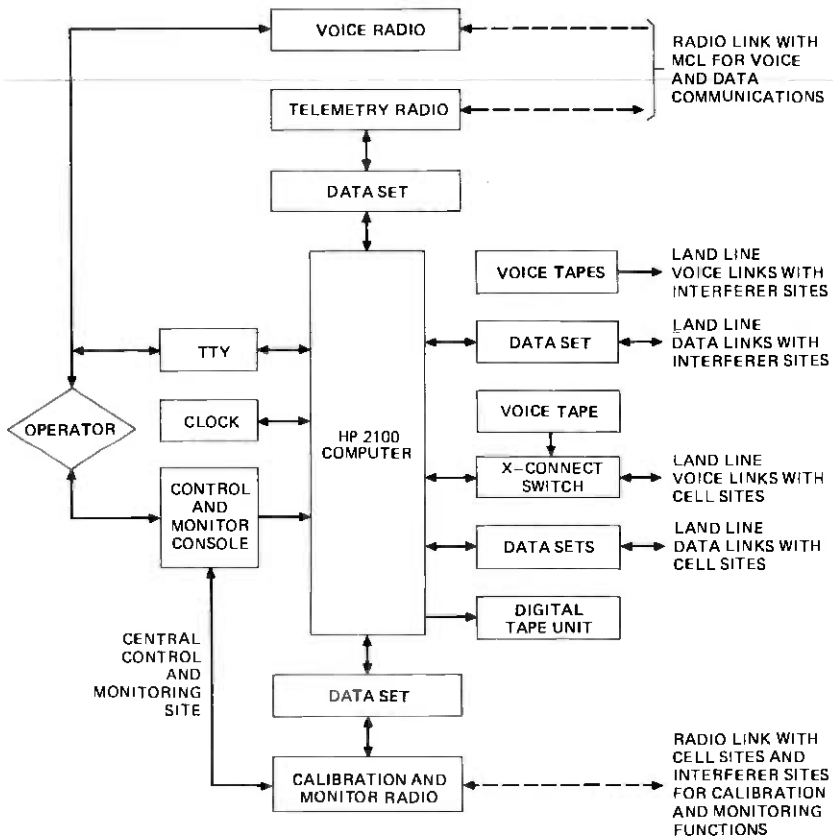 VOICE RADIO
RADIO LINK WITH
MCL FOR VOICE
AND DATA
COMMUNICATIONS
TELEMETRY RADIO
DATA SET
VOICE TAPES
LAND LINE
VOICE LINKS WITH
INTERFERER SITES
TTY
DATA SET
LAND LINE
DATA LINKS WITH
INTERFERER SITES
OPERATOR
CLOCK
HP 2100
COMPUTER
VOICE TAPE
X-CONNECT
SWITCH
LAND LINE
VOICE LINKS WITH
CELL SITES
CONTROL
AND
MONITOR
CONSOLE
DATA SETS
LAND LINE
DATA LINKS WITH
CELL SITES
DIGITAL
TAPE UNIT
CENTRAL
CONTROL
AND
MONITORING
SITE
DATA SET
CALIBRATION AND
MONITOR RADIO
RADIO LINK WITH
CELL SITES AND
INTERFERER SITES
FOR CALIBRATION
AND MONITORING
FUNCTIONS